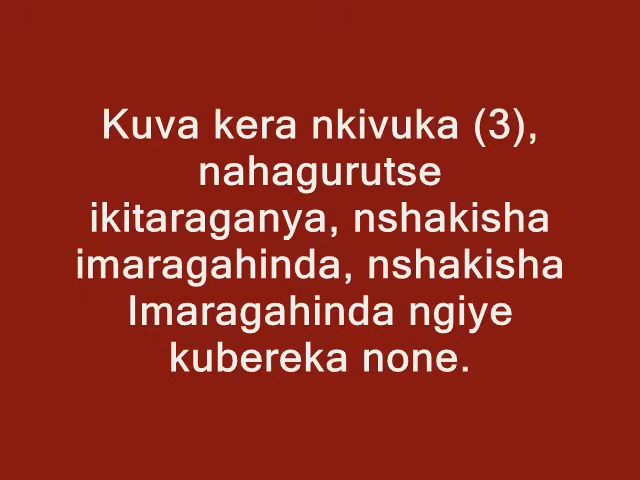 Kuva kera nkivuka (3),
nahagurutse
ikitaraganya, nshakisha
imaragahinda, nshakisha
Imaragahinda ngiye
kubereka none.